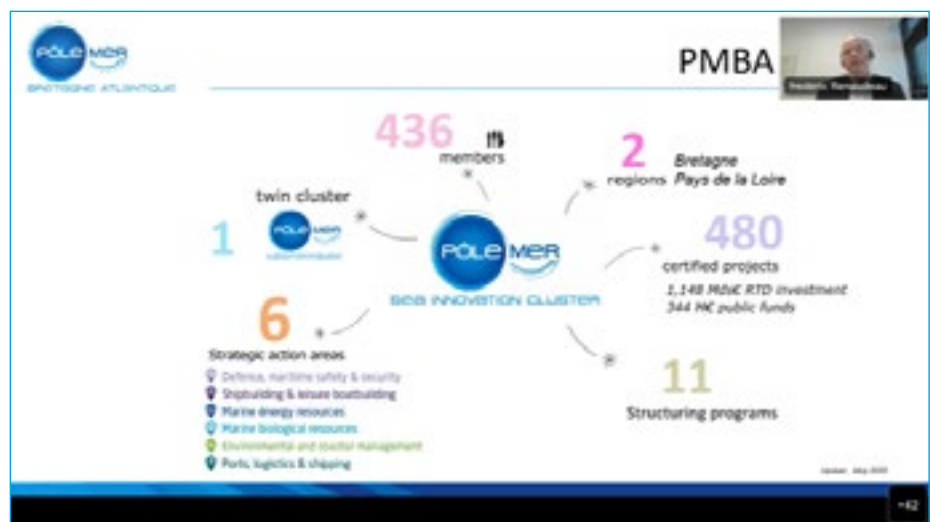 PÔLE MER
BRETAGNE ATLANTIQUE
PMBA
436
members
2
regions
Bretagne
Pays de la Loire
twin cluster
1
PÔLE MER
480
certified projects
PÔLE MER
SEA INNOVATION CLUSTER
RTD investment
344 M€ public funds
6
Strategic action areas
Defence, maritime safety & security
Shipbuilding & leisure boatbuilding
Marine energy resources
Marine biological resources
Environmental and coastal management
Ports, logistics & shipping
11
Structuring programs
+42